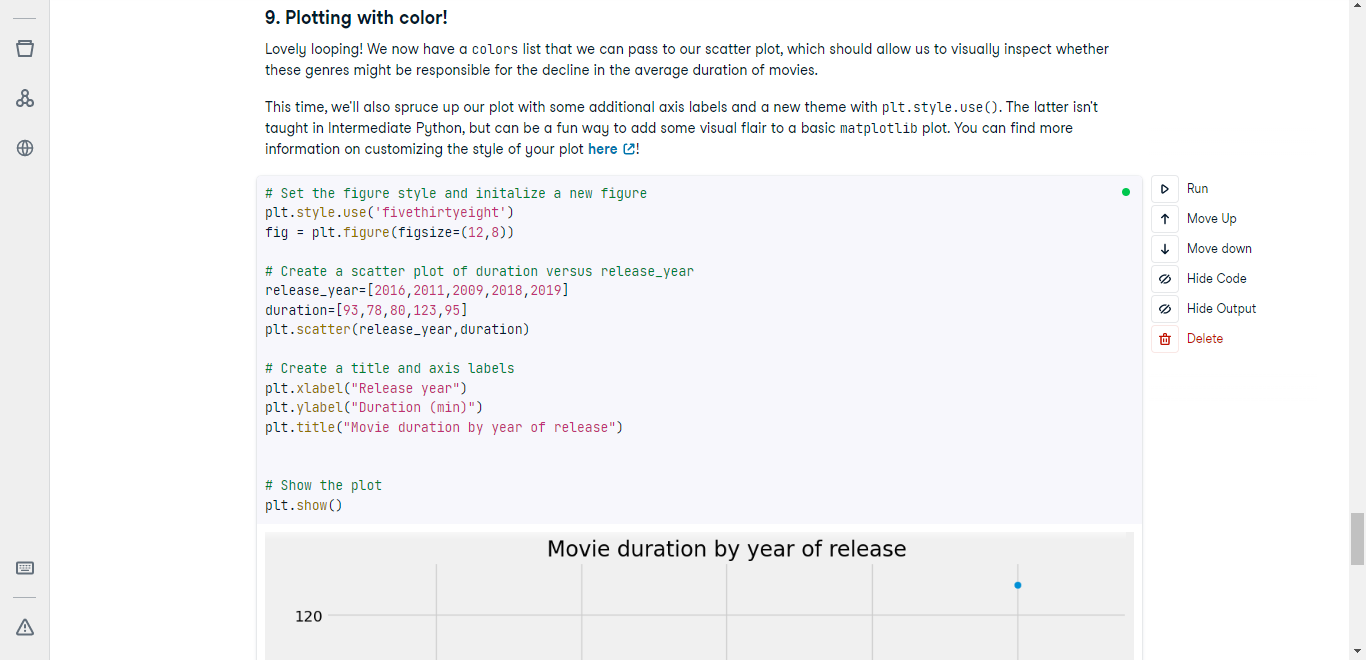 9. Plotting with color!
Lovely looping! We now have a colors list that we can pass to our scatter plot, which should allow us to visually inspect whether
these genres might be responsible for the decline in the average duration of movies.
This time, we'll also spruce up our plot with some additional axis labels and a new theme with plt.style.use(). The latter isn't
taught in Intermediate Python, but can be a fun way to add some visual flair to a basic matplotlib plot. You can find more
information on customizing the style of your plot here !
# Set the figure style and initalize a new figure
plt.style.use('fivethirtyeight')
fig = plt.figure(figsize=(12,8))
# Create a scatter plot of duration versus release_year
release_year=[2016,2011,2009,2018,2019]
duration=[93,78,80,123,95]
plt.scatter(release_year,duration)
# Create a title and axis labels
plt.xlabel("Release year")
plt.ylabel("Duration (min)")
plt.title("Movie duration by year of release")
# Show the plot
plt.show()
Run
Move Up
Move down
Hide Code
Hide Output
Delete
Movie duration by year of release
120